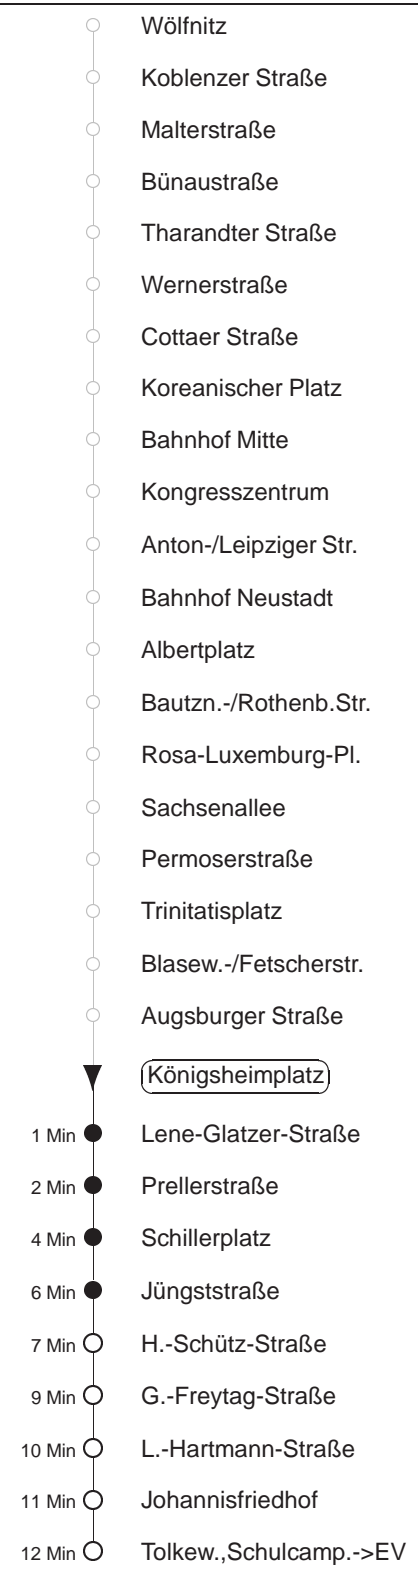 Wölfnitz
Koblenzer Straße
Malterstraße
Bünaustraße
Tharandter Straße
Wernerstraße
Cottaer Straße
Koreanischer Platz
Bahnhof Mitte
Kongresszentrum
Anton-/Leipziger Str.
Bahnhof Neustadt
Albertplatz
Bautzn.-/Rothenb.Str.
Rosa-Luxemburg-Pl.
Sachsenallee
Permoserstraße
Trinitatisplatz
Blasew.-/Fetscherstr.
Augsburger Straße
Königsheimplatz
1 Min Lene-Glatzer-Straße
2 Min Prellerstraße
4 Min Schillerplatz
6 Min Jüngststraße
7 Min H.-Schütz-Straße
9 Min G.-Freytag-Straße
10 Min L.-Hartmann-Straße
11 Min Johannisfriedhof
12 Min Tolkew.,Schulcamp.->EV